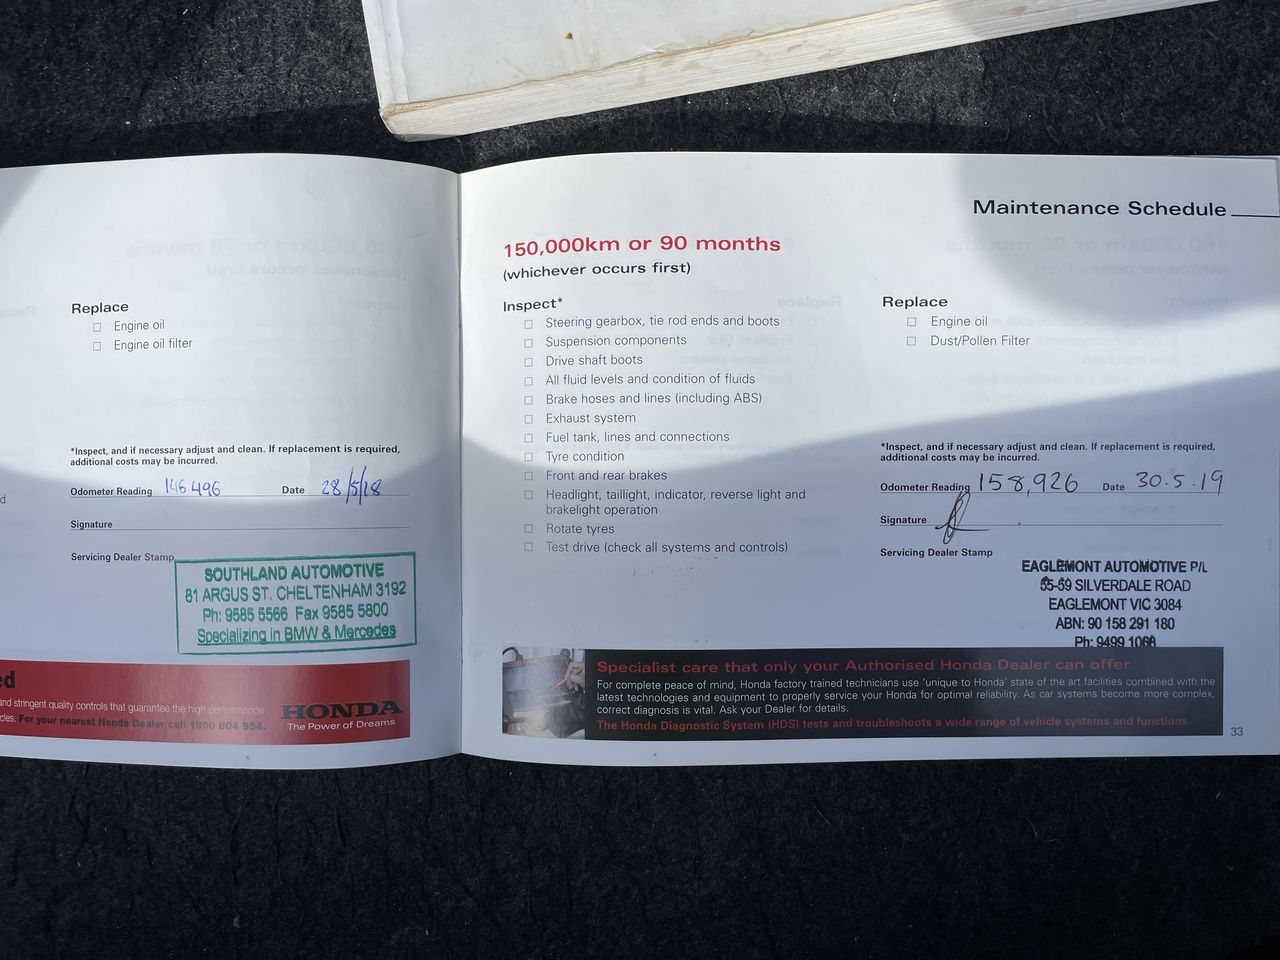 Replace
Engine oil
Engine oil filter
*Inspect, and if necessary adjust and clean. If replacement is required,
additional costs may be incurred.
Odometer Reading 146 496 Date 28/5/18
Signature
Servicing Dealer Stamp
SOUTHLAND AUTOMOTIVE
81 ARGUS ST. CHELTENHAM 3192
Ph: 9585 5566 Fax 9585 5800
Specializing in BMW & Mercedes
ed
and stringent quality controls that guarantee the high performance
cles. For your nearest Honda Dealer call 1800 804 954.
HONDA
The Power of Dreams
Maintenance Schedule
150,000km or 90 months
(whichever occurs first)
Inspect*
Steering gearbox, tie rod ends and boots
Suspension components
Drive shaft boots
All fluid levels and condition of fluids
Brake hoses and lines (including ABS)
Exhaust system
Fuel tank, lines and connections
Tyre condition
Front and rear brakes
Headlight, taillight, indicator, reverse light and
brakelight operation
Rotate tyres
Test drive (check all systems and controls)
Replace
Engine oil
Dust/Pollen Filter
*Inspect, and if necessary adjust and clean. If replacement is required,
additional costs may be incurred.
Odometer Reading 158,926 Date 30.5.19
Signature
Servicing Dealer Stamp
EAGLEMONT AUTOMOTIVE P/L
55-59 SILVERDALE ROAD
EAGLEMONT VIC 3084
ABN: 90 158 291 180
Ph: 9499 1066
Specialist care that only your Authorised Honda Dealer can offer
For complete peace of mind, Honda factory trained technicians use 'unique to Honda' state of the art facilities combined with the
latest technologies and equipment to properly service your Honda for optimal reliability. As car systems become more complex,
correct diagnosis is vital. Ask your Dealer for details.
The Honda Diagnostic System (HDS) tests and troubleshoots a wide range of vehicle systems and functions.
33